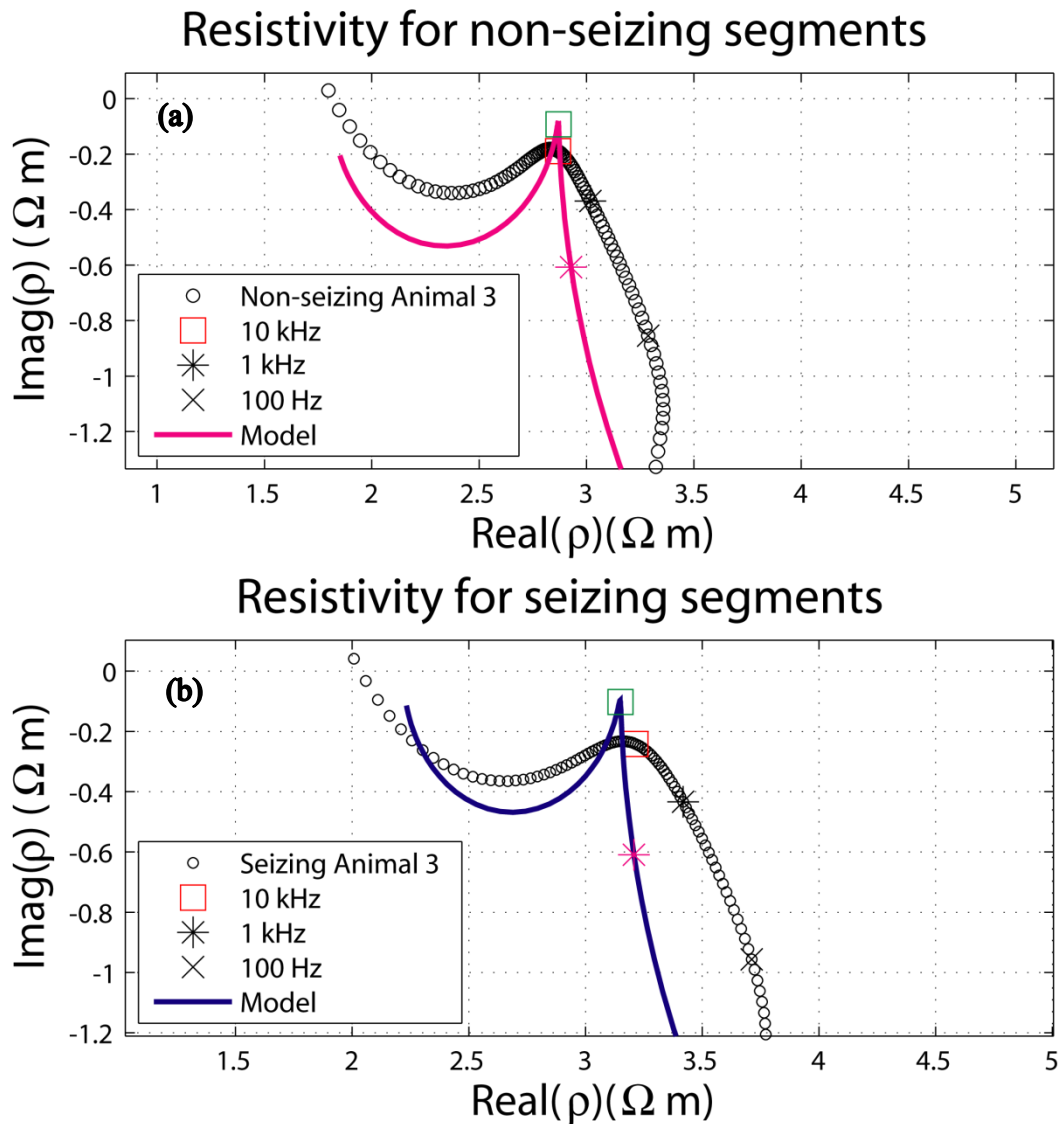 Resistivity for non-seizing segments
(a)
0
-0.2
-0.4
-0.6
-0.8
-1
-1.2
Imag(ρ) (Ω m)
Non-seizing Animal 3
10 kHz
1 kHz
100 Hz
Model
1 1.5 2 2.5 3 3.5 4 4.5 5
Real(ρ)(Ω m)
Resistivity for seizing segments
(b)
0
-0.2
-0.4
-0.6
-0.8
-1
-1.2
Imag(ρ) (Ω m)
Seizing Animal 3
10 kHz
1 kHz
100 Hz
Model
1.5 2 2.5 3 3.5 4 4.5 5
Real(ρ)(Ω m)